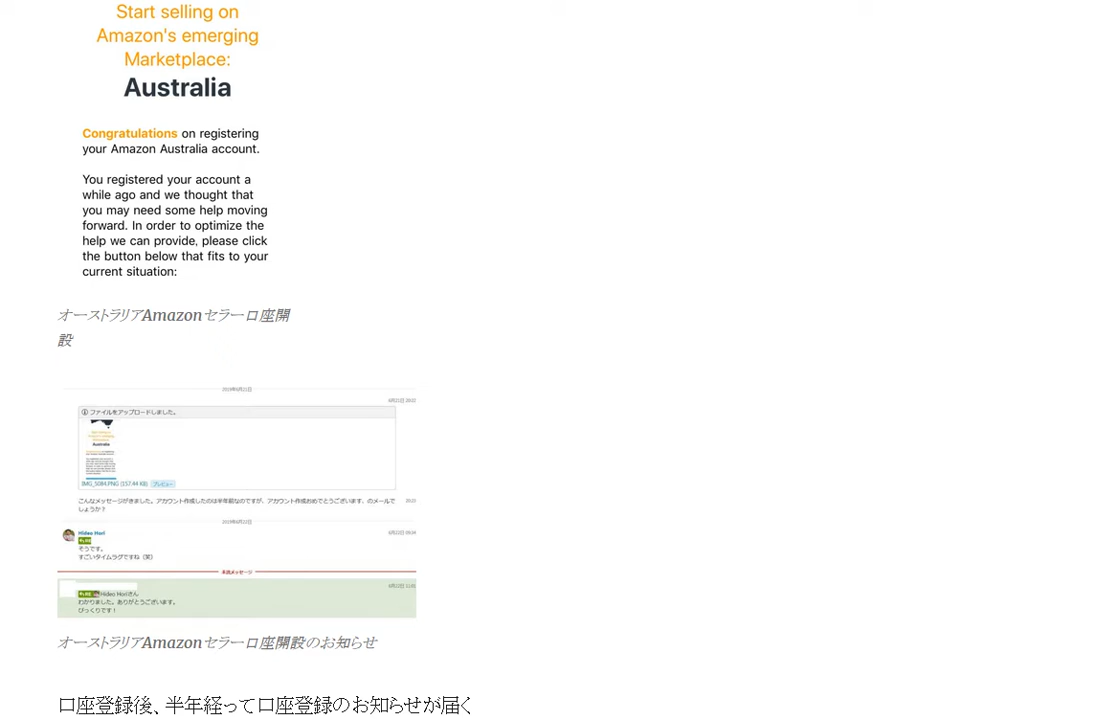 Start selling on
Amazon's emerging
Marketplace:
Australia
Congratulations on registering
your Amazon Australia account.
You registered your account a
while ago and we thought that
you may need some help moving
forward. In order to optimize the
help we can provide, please click
the button below that fits to your
current situation:
オーストラリアAmazonセラー口座開
設
ファイルをアップロードしました。
Australia
IMG_5084.PNG (157.44 KB) プレビュー
こんなメッセージがきました。アカウント作成したのは半年前なのですが、アカウント作成おめでとうございます、のメールで
しょうか？
Hideo Hori
RE
そうです。
すごいタイムラグですね（笑）
未読メッセージ
RE Hideo Horiさん
わかりました。ありがとうございます。
びっくりです！
オーストラリアAmazonセラー口座開設のお知らせ
口座登録後、半年経って口座登録のお知らせが届く